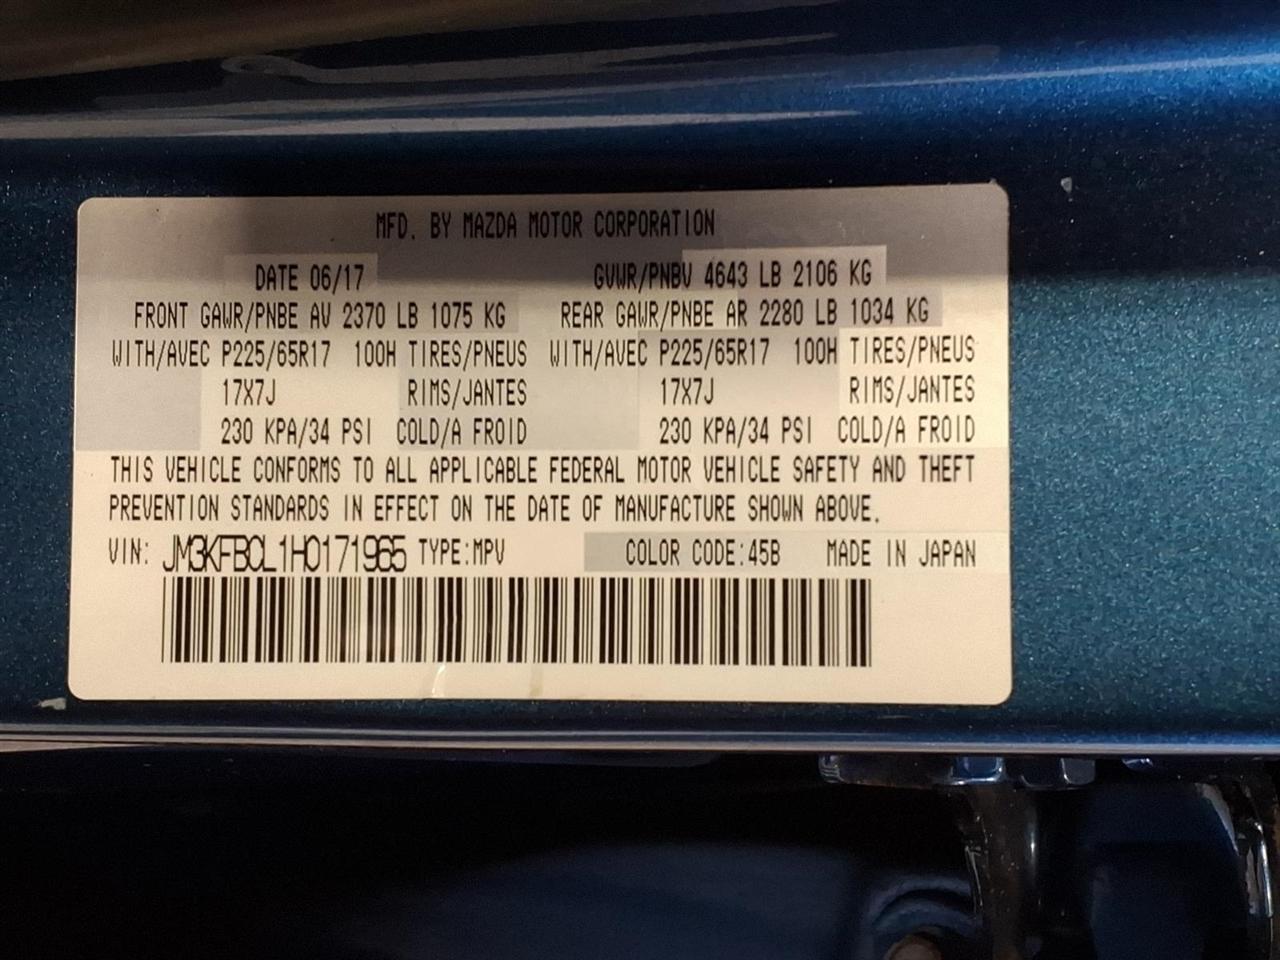 MFD. BY MAZDA MOTOR CORPORATION
DATE 06/17 GVWR/PNBV 4643 LB 2106 KG
FRONT GAWR/PNBE AV 2370 LB 1075 KG REAR GAWR/PNBE AR 2280 LB 1034 KG
WITH/AVEC P225/65R17 100H TIRES/PNEUS WITH/AVEC P225/65R17 100H TIRES/PNEUS
17X7J RIMS/JANTES 17X7J RIMS/JANTES
230 KPA/34 PSI COLD/A FROID 230 KPA/34 PSI COLD/A FROID
THIS VEHICLE CONFORMS TO ALL APPLICABLE FEDERAL MOTOR VEHICLE SAFETY AND THEFT
PREVENTION STANDARDS IN EFFECT ON THE DATE OF MANUFACTURE SHOWN ABOVE.
VIN: JM3KFBCL1H0171965 TYPE:MPV COLOR CODE:45B MADE IN JAPAN